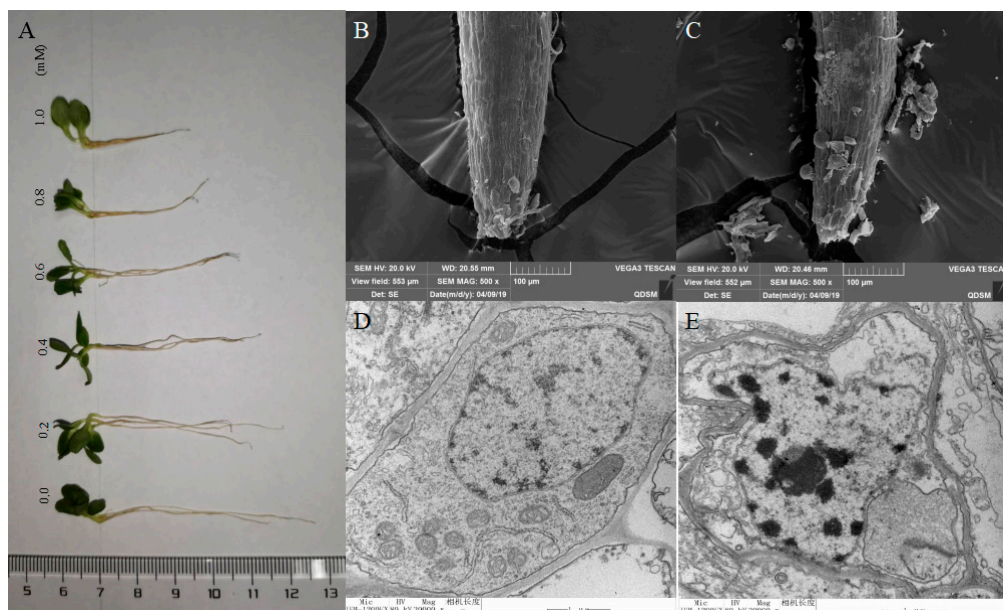 A
(mM)
1.0
0.8
0.6
0.4
0.2
0.0
5 6 7 8 9 10 11 12 13
B
SEM HV: 20.0 kV WD: 20.55 mm VEGA3 TESCAN
View field: 553 µm SEM MAG: 500 x 100 µm
Det: SE Date(m/d/y): 04/09/19 QDSM
C
SEM HV: 20.0 kV WD: 20.46 mm VEGA3 TESCAN
View field: 552 µm SEM MAG: 500 x 100 µm
Det: SE Date(m/d/y): 04/09/19 QDSM
D
Mic HV Mag 相机长度
E
Mic HV Mag 相机长度